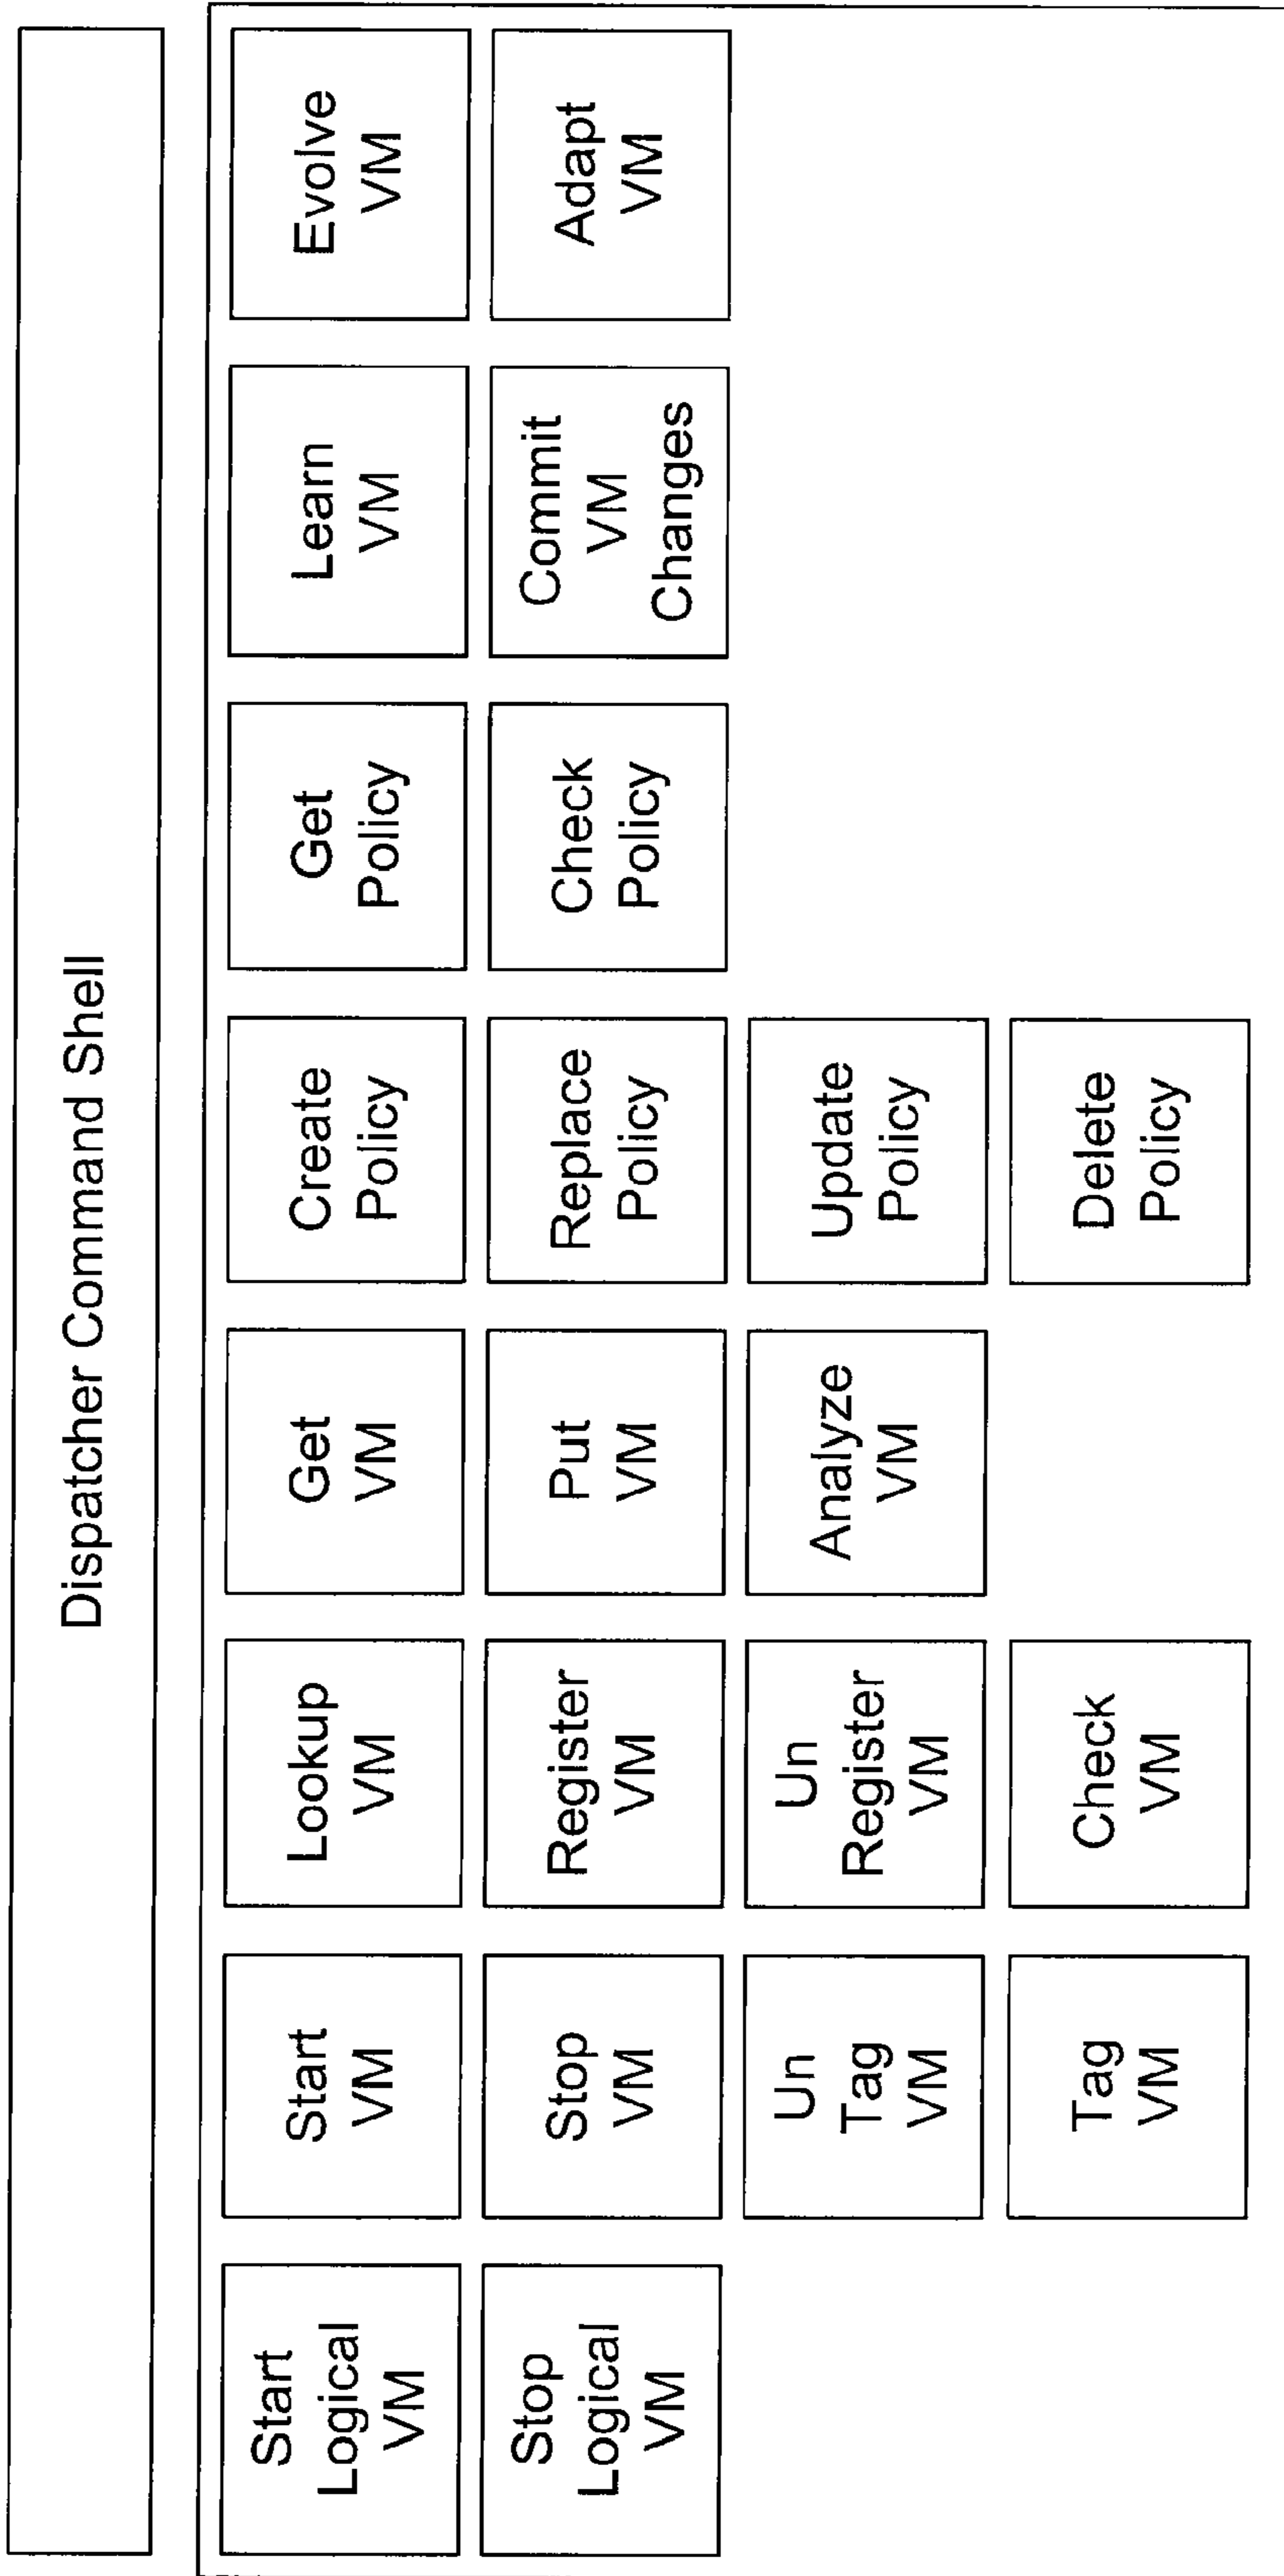 Dispatcher Command Shell
Start
Logical
VM
Start
VM
Lookup
VM
Get
VM
Create
Policy
Get
Policy
Learn
VM
Evolve
VM
Stop
Logical
VM
Stop
VM
Register
VM
Put
VM
Replace
Policy
Check
Policy
Commit
VM
Changes
Adapt
VM
Un
Tag
VM
Un
Register
VM
Analyze
VM
Update
Policy
Tag
VM
Check
VM
Delete
Policy